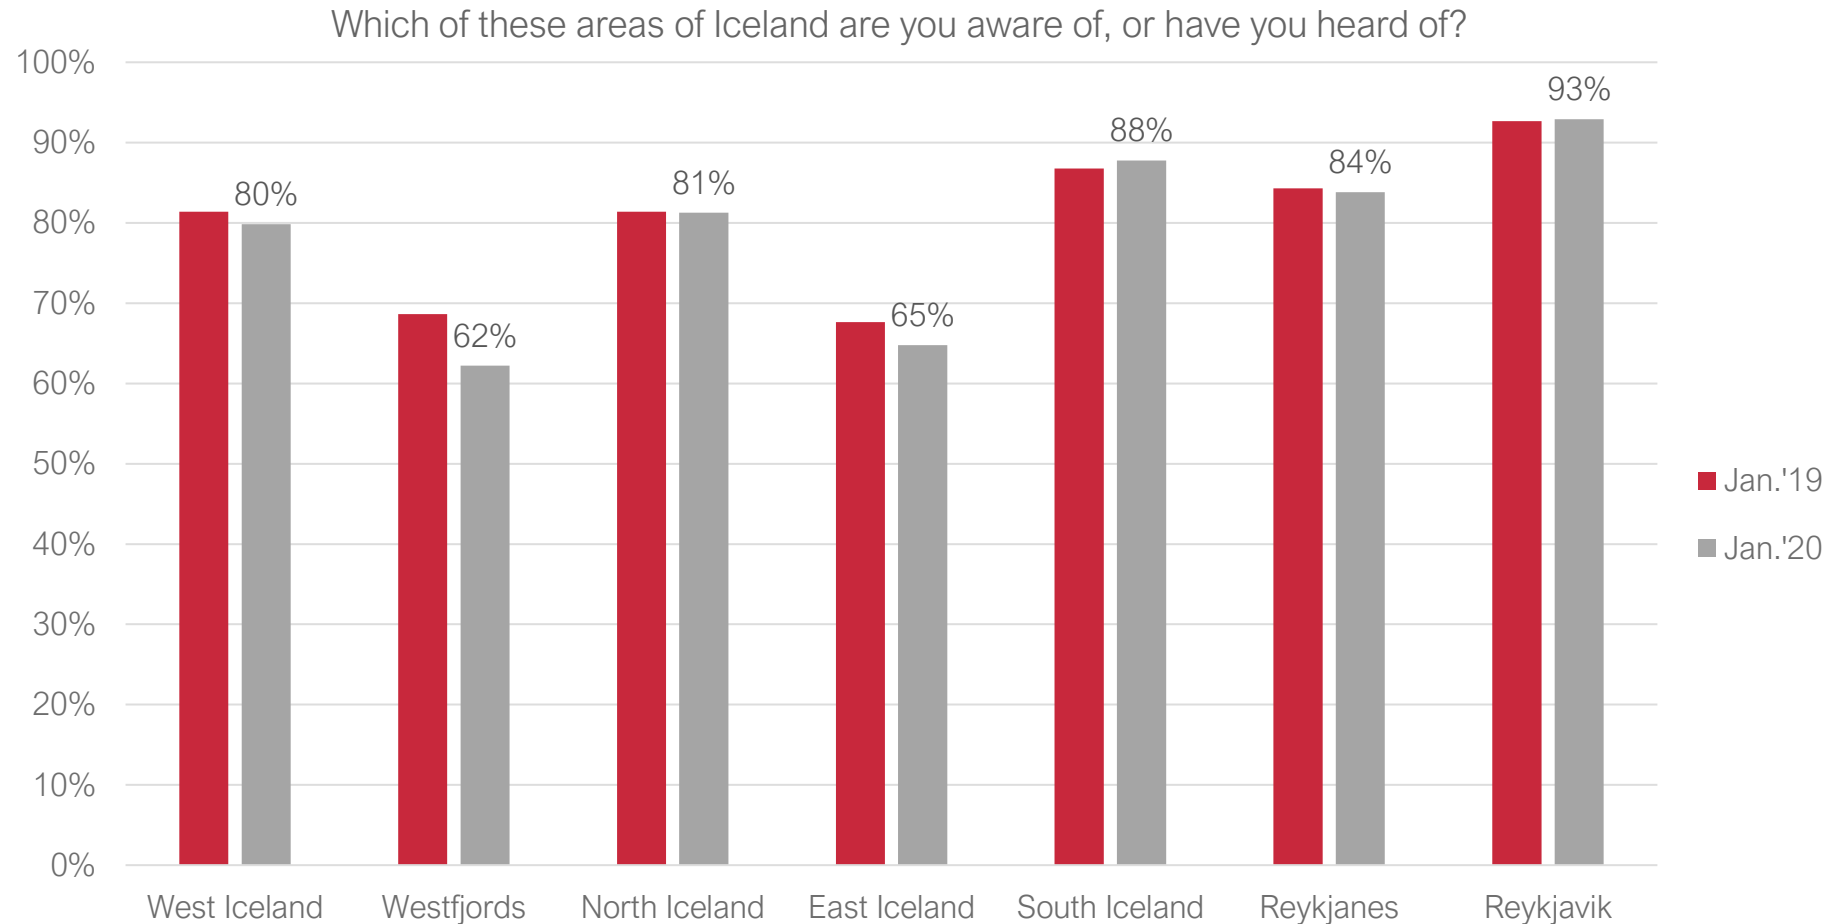 Which of these areas of Iceland are you aware of, or have you heard of?
100%
90%
80%
70%
60%
50%
40%
30%
20%
10%
0%
80%
62%
81%
65%
88%
84%
93%
West Iceland
Westfjords
North Iceland
East Iceland
South Iceland
Reykjanes
Reykjavik
Jan.'19
Jan.'20